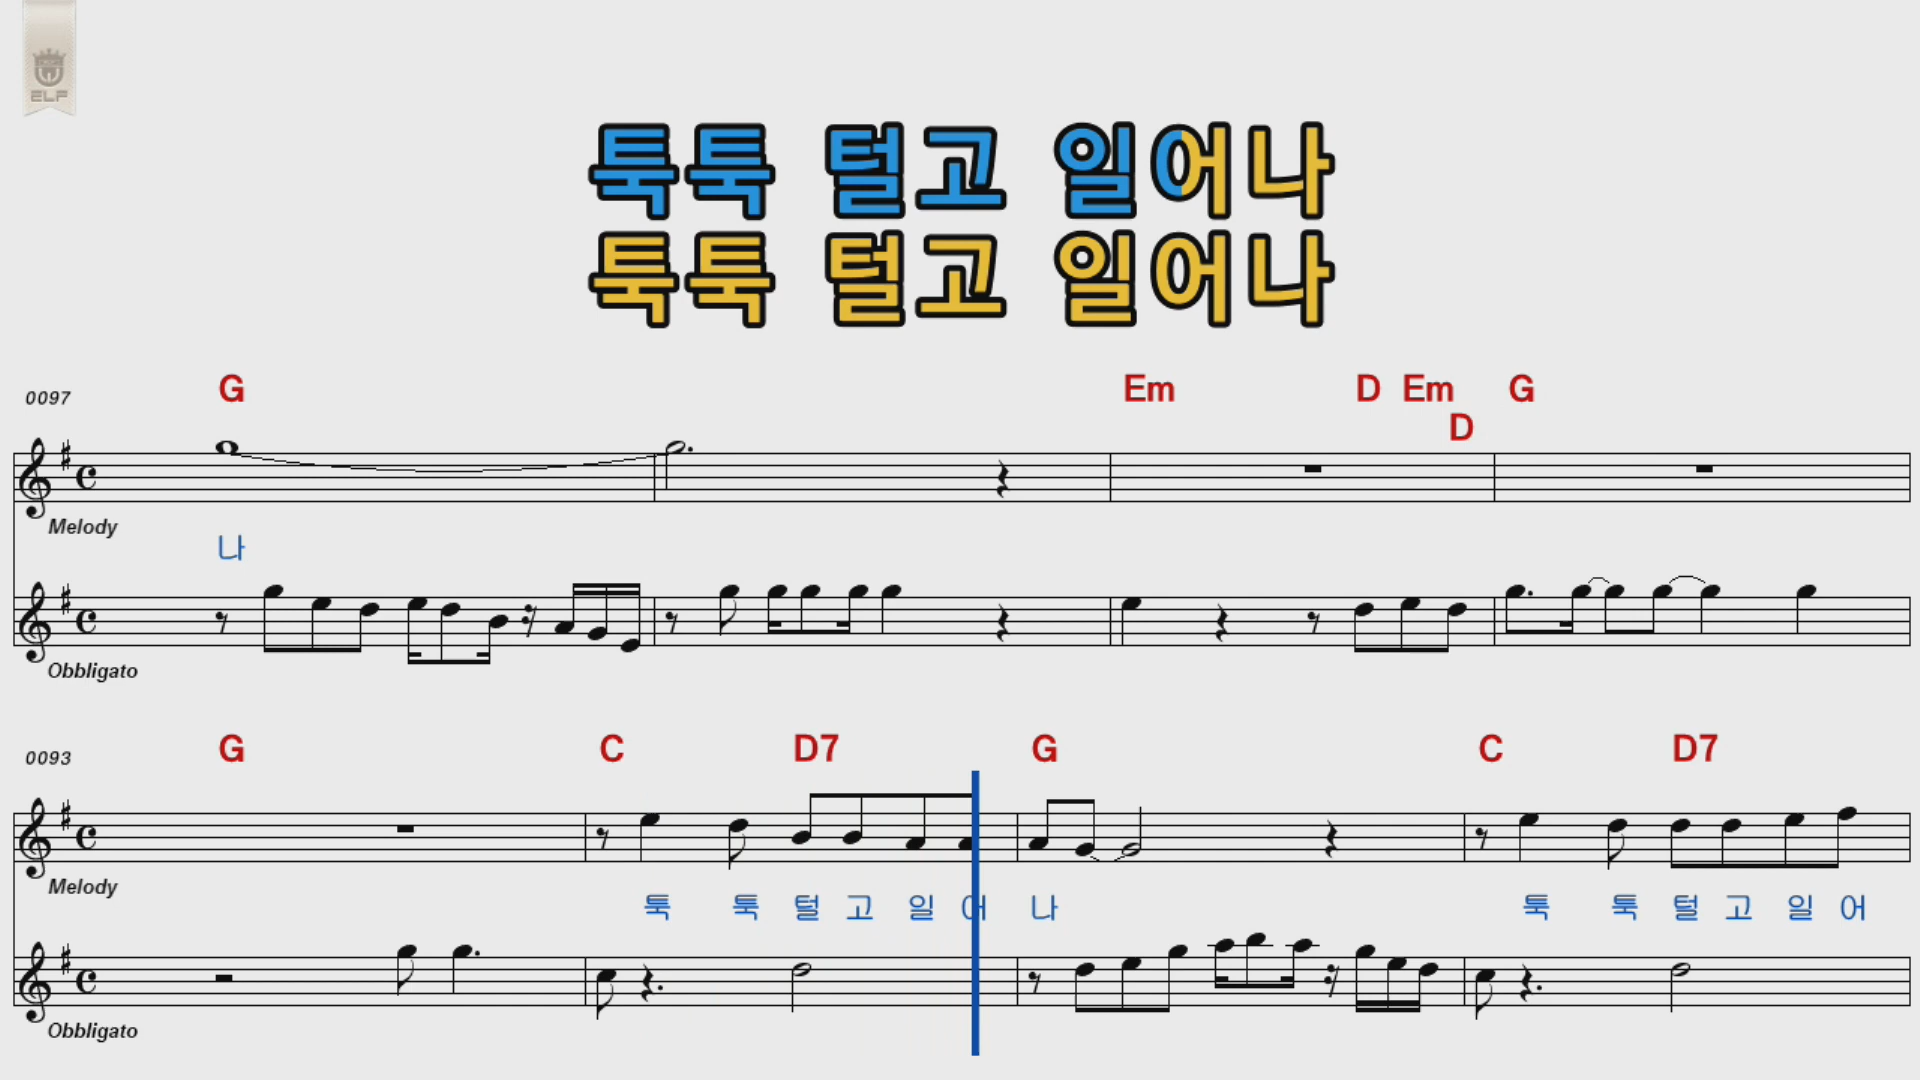 ELF
툭툭 털고 일어나
툭툭 털고 일어나
0097 G Em D Em G
D
Melody
나
Obbligato
0093 G C D7 G C D7
Melody
툭 툭 털 고 일 어 나 툭 툭 털 고 일 어
Obbligato